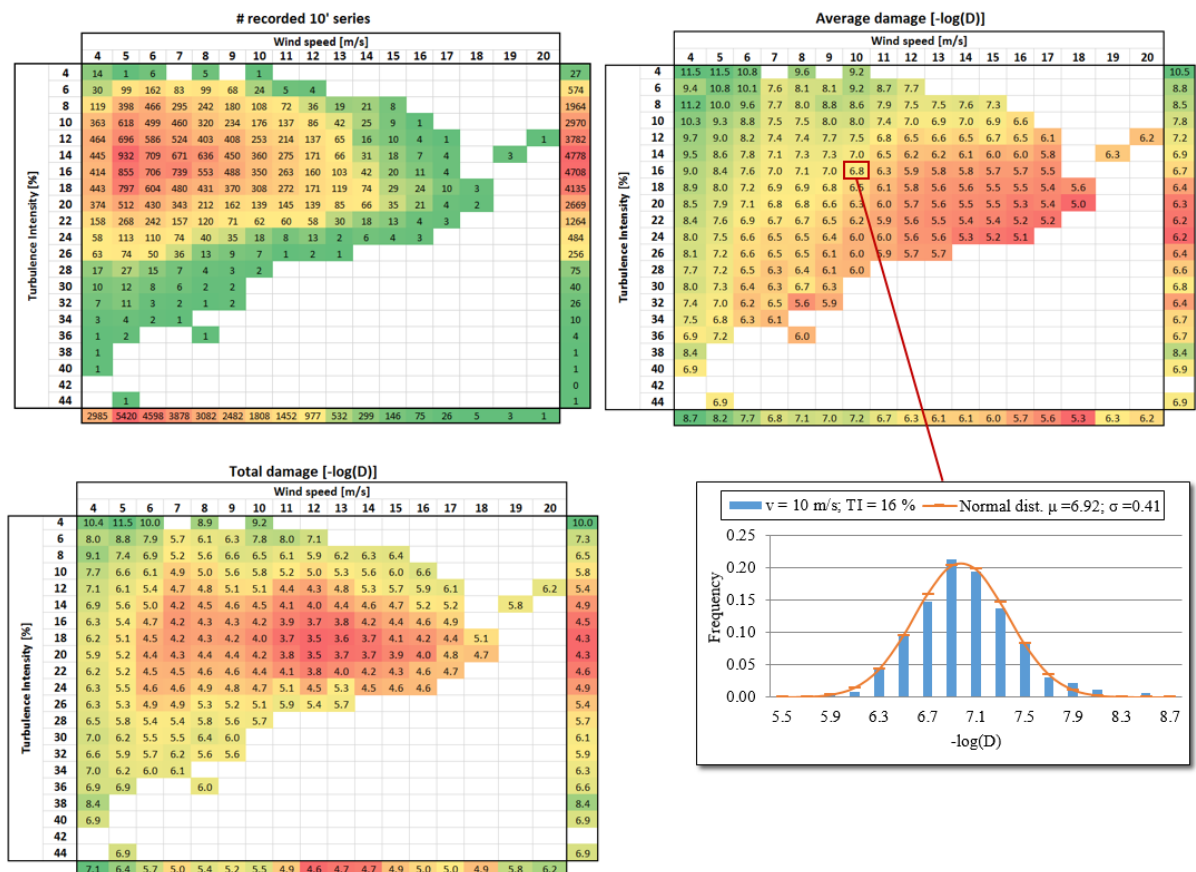 # recorded 10' series
Wind speed [m/s]
4 5 6 7 8 9 10 11 12 13 14 15 16 17 18 19 20
Turbulence Intensity [%]
4 14 1 6 5 1 27
6 30 99 162 83 99 68 24 5 4 574
8 119 398 466 295 242 180 108 72 36 19 21 8 1964
10 363 618 499 460 320 234 176 137 86 42 25 9 1 2970
12 464 696 586 524 403 408 253 214 137 65 16 10 4 1 1 3782
14 445 932 709 671 636 450 360 275 171 66 31 18 7 4 3 4778
16 414 855 706 739 553 488 350 263 160 103 42 20 11 4 4708
18 443 797 604 480 431 370 308 272 171 119 74 29 24 10 3 4135
20 374 512 430 343 212 162 139 145 139 85 66 35 21 4 2 2669
22 158 268 242 157 120 71 62 60 58 30 18 13 4 3 1264
24 58 113 110 74 40 35 18 8 13 2 6 4 3 484
26 63 74 50 36 13 9 7 1 2 1 256
28 17 27 15 7 4 3 2 75
30 10 12 8 6 2 2 40
32 7 11 3 2 1 2 26
34 3 4 2 1 10
36 1 2 1 4
38 1 1
40 1 1
42 0
44 1 1
2985 5420 4598 3878 3082 2482 1808 1452 977 532 299 146 75 26 5 3 1
Average damage [-log(D)]
Wind speed [m/s]
4 5 6 7 8 9 10 11 12 13 14 15 16 17 18 19 20
Turbulence Intensity [%]
4 11.5 11.5 10.8 9.6 9.2 10.5
6 9.4 10.8 10.1 7.6 8.1 8.1 9.2 8.7 7.7 8.8
8 11.2 10.0 9.6 7.7 8.0 8.8 8.6 7.9 7.5 7.5 7.6 7.3 8.5
10 10.3 9.3 8.8 7.5 7.5 8.0 8.0 7.4 7.0 6.9 7.0 6.9 6.6 7.8
12 9.7 9.0 8.2 7.4 7.4 7.7 7.5 6.8 6.5 6.6 6.5 6.7 6.5 6.1 6.2 7.2
14 9.5 8.6 7.8 7.1 7.3 7.3 7.0 6.5 6.2 6.2 6.1 6.0 6.0 5.8 6.3 6.9
16 9.0 8.4 7.6 7.0 7.1 7.0 6.8 6.3 5.9 5.8 5.8 5.7 5.7 5.5 6.7
18 8.9 8.0 7.2 6.9 6.9 6.8 6.1 5.8 5.6 5.6 5.5 5.5 5.4 5.6 6.5
20 8.5 7.9 7.1 6.8 6.8 6.6 6.3 6.0 5.7 5.6 5.5 5.5 5.3 5.4 5.0 6.3
22 8.4 7.6 6.9 6.7 6.7 6.5 6.2 5.9 5.6 5.5 5.4 5.4 5.2 5.2 6.2
24 8.0 7.5 6.6 6.5 6.5 6.4 6.0 6.0 5.6 5.6 5.3 5.2 5.1 6.2
26 8.1 7.2 6.6 6.5 6.5 6.1 6.0 5.9 5.7 5.7 6.4
28 7.7 7.2 6.5 6.3 6.4 6.1 6.0 6.6
30 8.0 7.3 6.4 6.3 6.7 6.3 6.8
32 7.4 7.0 6.2 6.5 5.6 5.9 6.4
34 7.5 6.8 6.3 6.1 6.7
36 6.9 7.2 6.0 6.7
38 8.4 8.4
40 6.9 6.9
42
44 6.9 6.9
8.7 8.2 7.7 6.8 7.1 7.0 7.2 6.7 6.3 6.1 6.1 6.0 5.7 5.6 5.3 6.3 6.2
Total damage [-log(D)]
Wind speed [m/s]
4 5 6 7 8 9 10 11 12 13 14 15 16 17 18 19 20
Turbulence Intensity [%]
4 10.4 11.5 10.0 8.9 9.2 10.0
6 8.0 8.8 7.9 5.7 6.1 6.3 7.8 8.0 7.1 7.3
8 9.1 7.4 6.9 5.2 5.6 6.6 6.5 6.1 5.9 6.2 6.3 6.4 6.5
10 7.7 6.6 6.1 4.9 5.0 5.6 5.8 5.2 5.0 5.3 5.6 6.0 6.6 5.8
12 7.1 6.1 5.4 4.7 4.8 5.1 5.1 4.4 4.3 4.8 5.3 5.7 5.9 6.1 6.2 5.4
14 6.9 5.6 5.0 4.2 4.5 4.6 4.5 4.1 4.0 4.4 4.6 4.7 5.2 5.2 5.8 4.9
16 6.3 5.4 4.7 4.2 4.3 4.3 4.2 3.9 3.7 3.8 4.2 4.4 4.6 4.9 4.5
18 6.2 5.1 4.5 4.2 4.3 4.2 4.0 3.7 3.5 3.6 3.7 4.1 4.2 4.4 5.1 4.3
20 5.9 5.2 4.4 4.3 4.4 4.4 4.2 3.8 3.5 3.7 3.7 3.9 4.0 4.8 4.7 4.3
22 6.2 5.2 4.5 4.5 4.6 4.6 4.6 4.1 3.8 4.0 4.2 4.3 4.6 4.7 4.6
24 6.3 5.5 4.6 4.6 4.9 4.8 4.7 5.1 4.5 5.3 4.5 4.6 4.6 4.9
26 6.3 5.3 4.9 4.9 5.3 5.2 5.1 5.9 5.4 5.7 5.4
28 6.5 5.8 5.4 5.4 5.8 5.6 5.7 5.7
30 7.0 6.2 5.5 5.5 6.4 6.0 6.1
32 6.6 5.9 5.7 6.2 5.6 5.6 5.9
34 7.0 6.2 6.0 6.1 6.3
36 6.9 6.9 6.0 6.6
38 8.4 8.4
40 6.9 6.9
42
44 6.9 6.9
7.1 6.4 5.7 5.0 5.4 5.2 5.5 4.9 4.6 4.7 4.7 4.9 5.0 5.0 4.9 5.8 6.2
v = 10 m/s; TI = 16 % Normal dist. μ =6.92; σ =0.41
Frequency
0.25
0.20
0.15
0.10
0.05
0.00
5.5 5.9 6.3 6.7 7.1 7.5 7.9 8.3 8.7
-log(D)